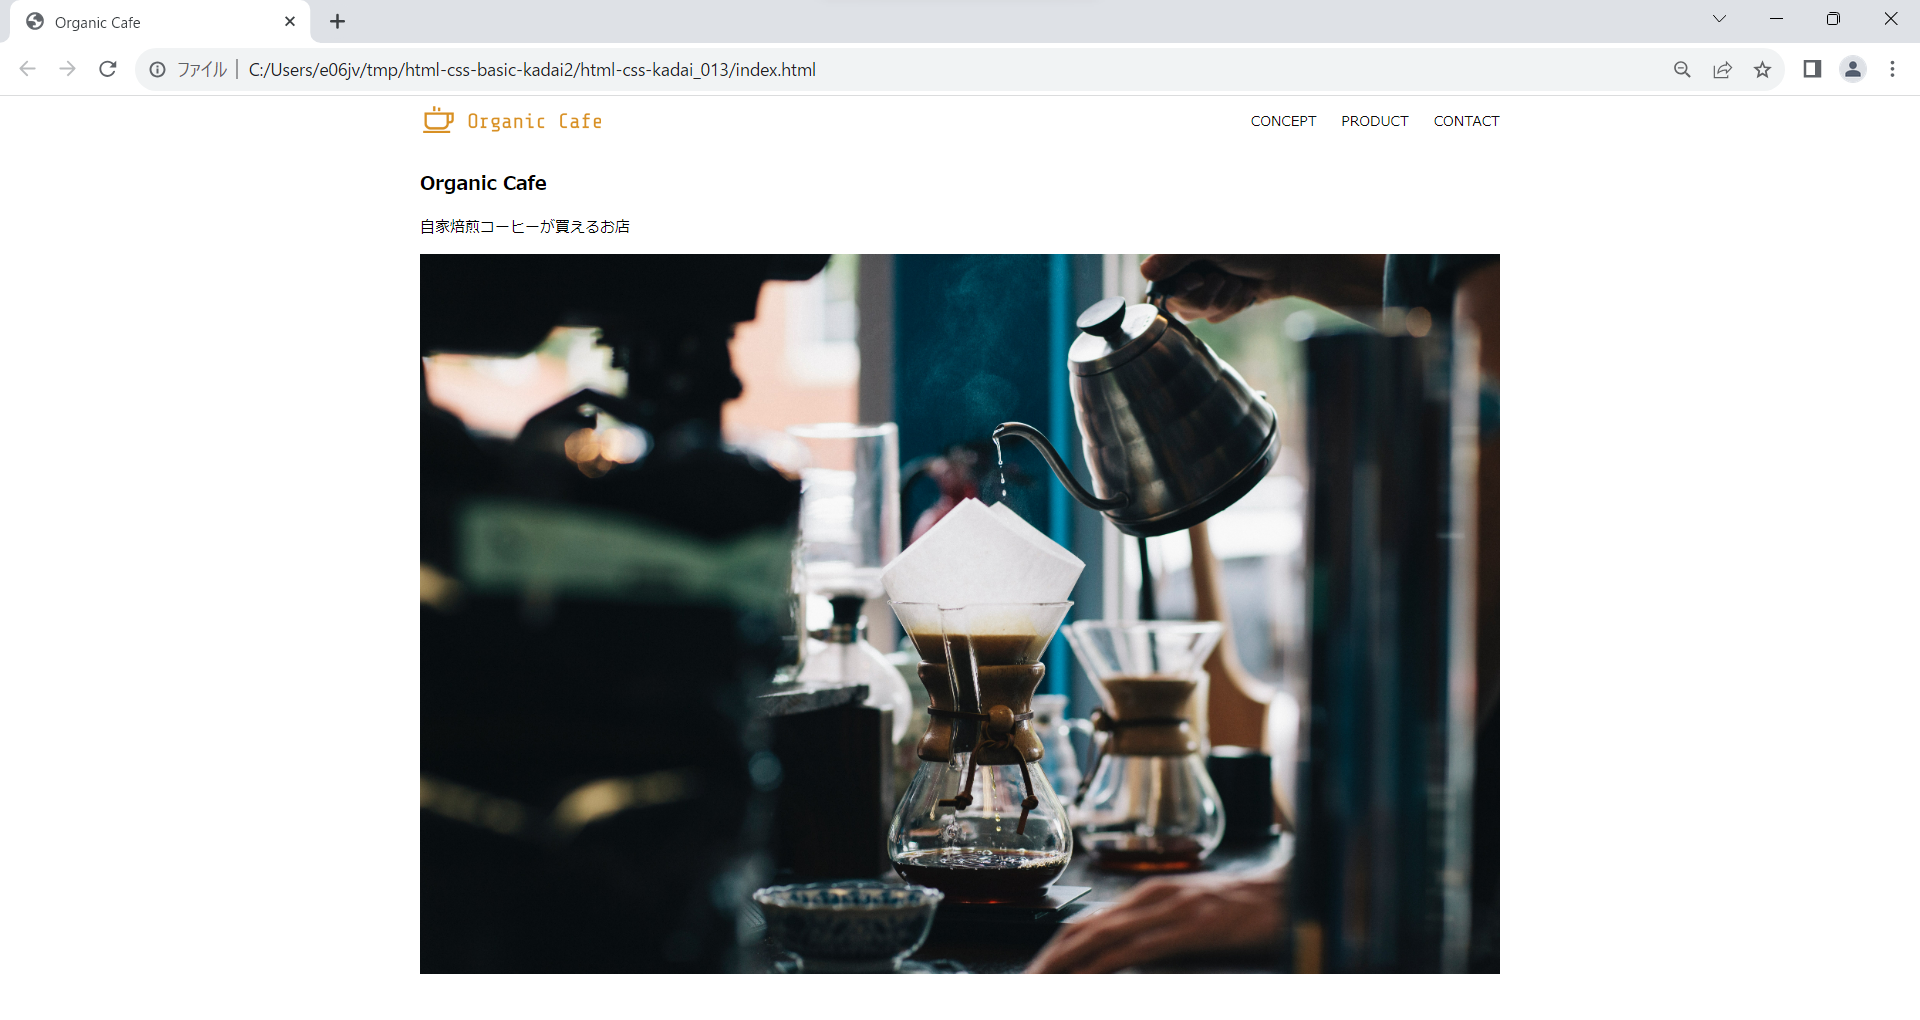 Organic Cafe
ファイル C:/Users/e06jv/tmp/html-css-basic-kadai2/html-css-kadai_013/index.html
Organic Cafe CONCEPT PRODUCT CONTACT
Organic Cafe
自家焙煎コーヒーが買えるお店